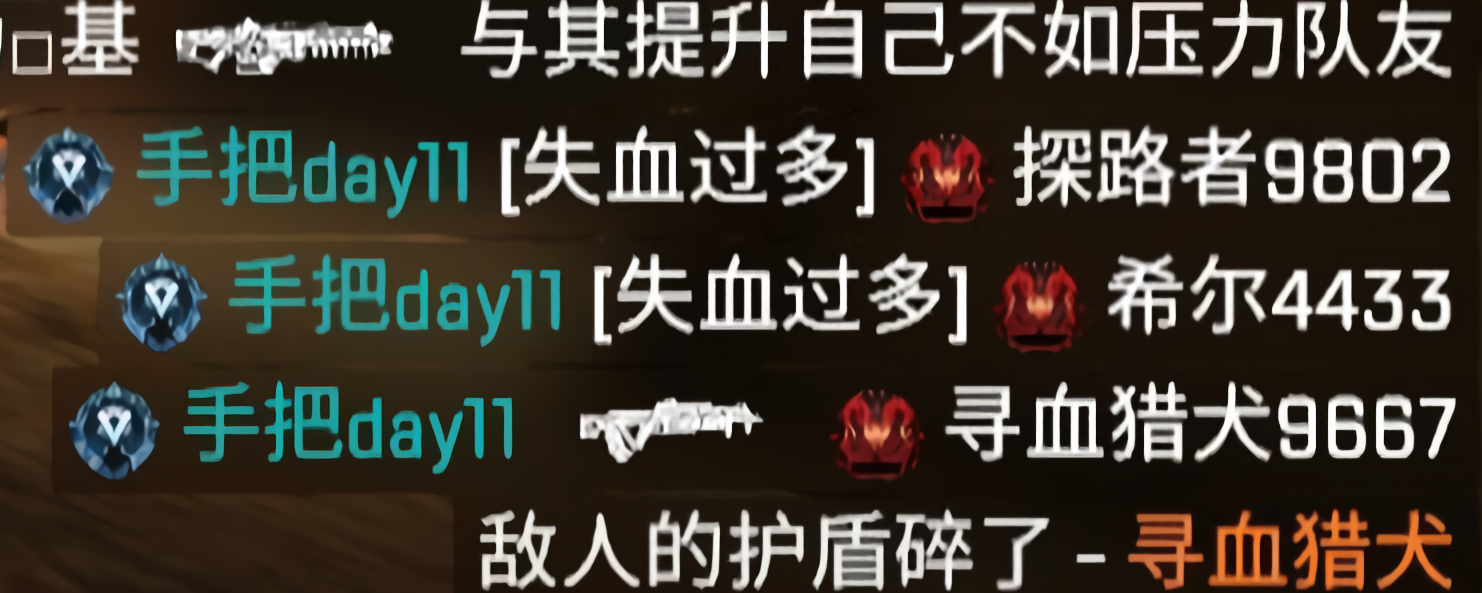 □基 与其提升自己不如压力队友
手把day11 [失血过多] 探路者9802
手把day11 [失血过多] 希尔4433
手把day11 寻血猎犬9667
敌人的护盾碎了 - 寻血猎犬